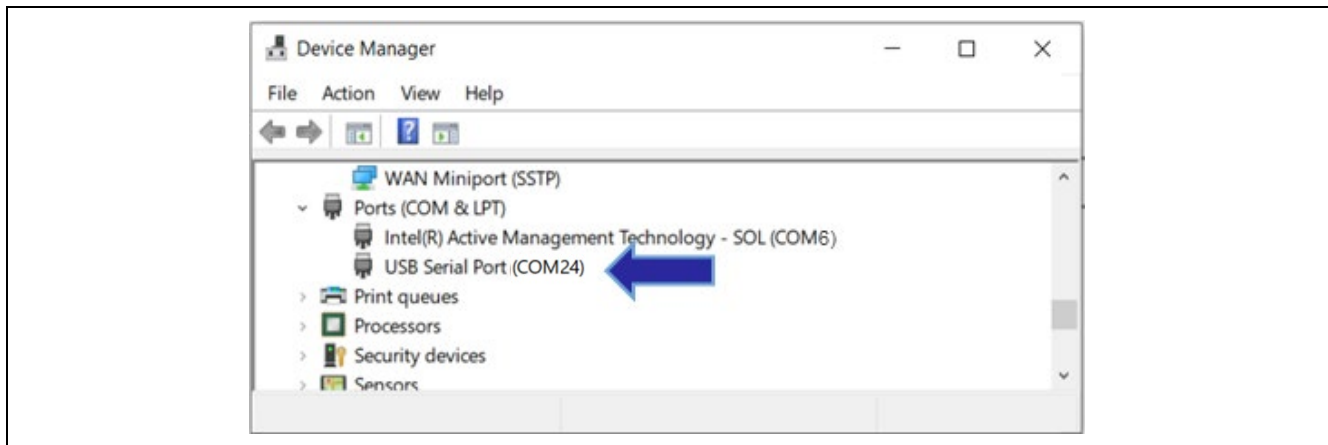 Device Manager
File Action View Help
WAN Miniport (SSTP)
Ports (COM & LPT)
Intel(R) Active Management Technology - SOL (COM6)
USB Serial Port (COM24)
Print queues
Processors
Security devices
Sensors